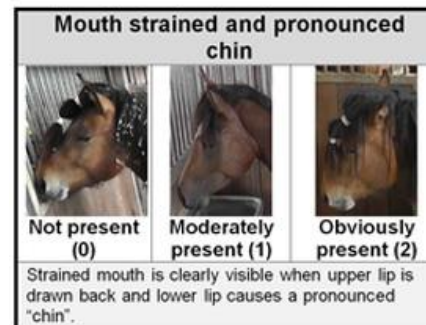 Mouth strained and pronounced
chin
Not present
(0)
Moderately
present (1)
Obviously
present (2)
Strained mouth is clearly visible when upper lip is
drawn back and lower lip causes a pronounced
“chin”.